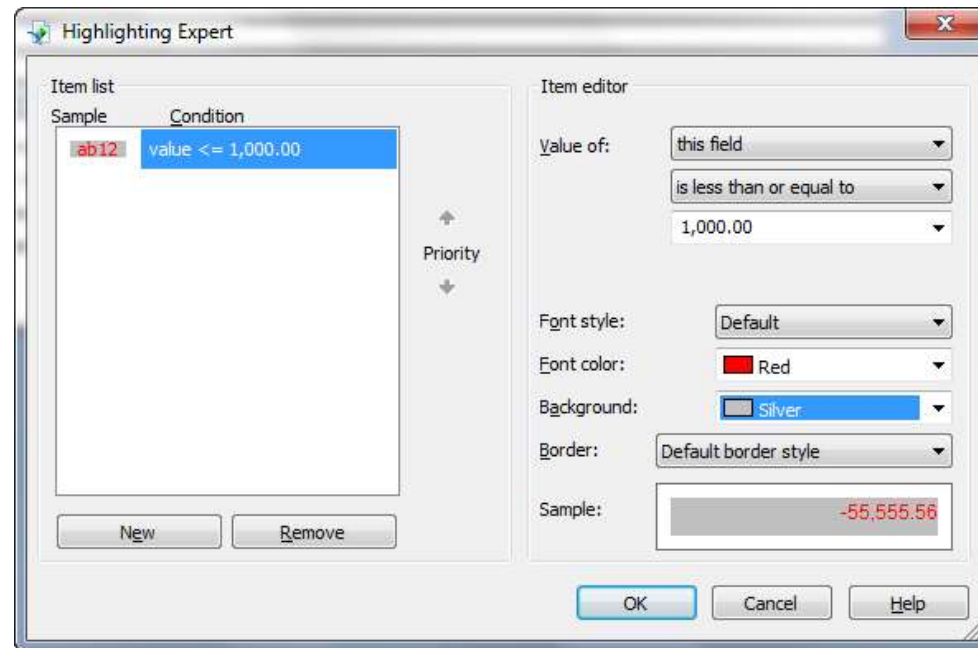 Highlighting Expert
Item list
Sample Condition
ab12 value <= 1,000.00
Priority
New Remove
Item editor
Value of: this field
is less than or equal to
1,000.00
Font style: Default
Font color: Red
Background: Silver
Border: Default border style
Sample: -55,555.56
OK Cancel Help